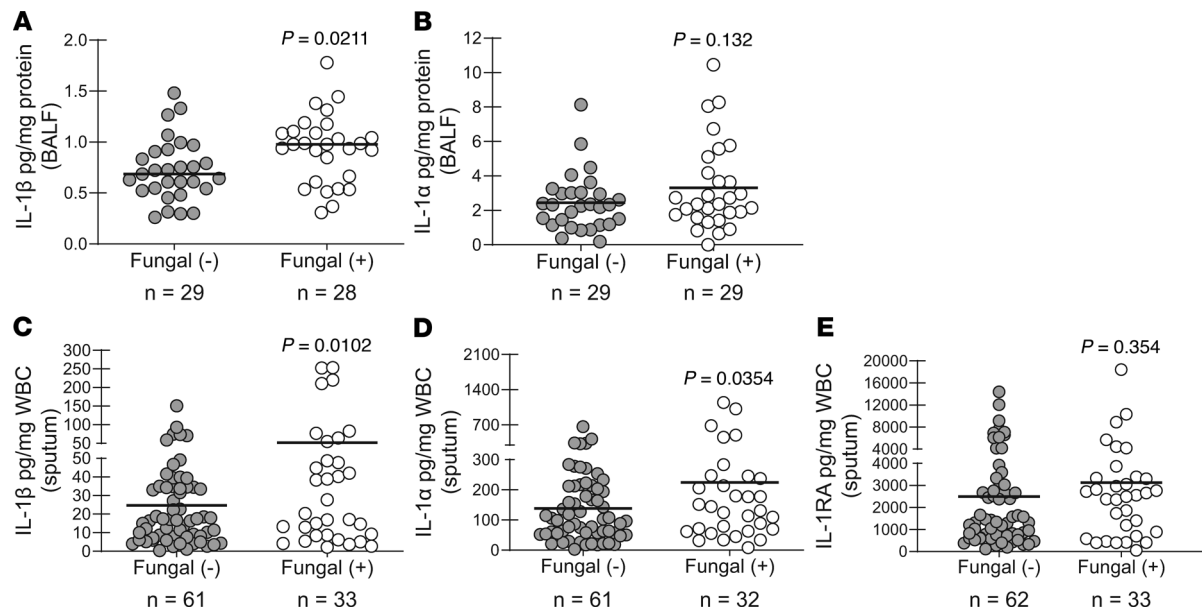 A
IL-1β pg/mg protein
(BALF)
2.0
1.5
1.0
0.5
0.0
P = 0.0211
Fungal (-)
Fungal (+)
n = 29
n = 28
B
IL-1α pg/mg protein
(BALF)
12
10
8
6
4
2
0
P = 0.132
Fungal (-)
Fungal (+)
n = 29
n = 29
C
IL-1β pg/mg WBC
(sputum)
300
250
200
150
100
50
50
40
30
20
10
0
P = 0.0102
Fungal (-)
Fungal (+)
n = 61
n = 33
D
IL-1α pg/mg WBC
(sputum)
2100
1400
700
300
200
100
0
P = 0.0354
Fungal (-)
Fungal (+)
n = 61
n = 32
E
IL-1RA pg/mg WBC
(sputum)
20000
16000
12000
8000
4000
4000
3000
2000
1000
0
P = 0.354
Fungal (-)
Fungal (+)
n = 62
n = 33